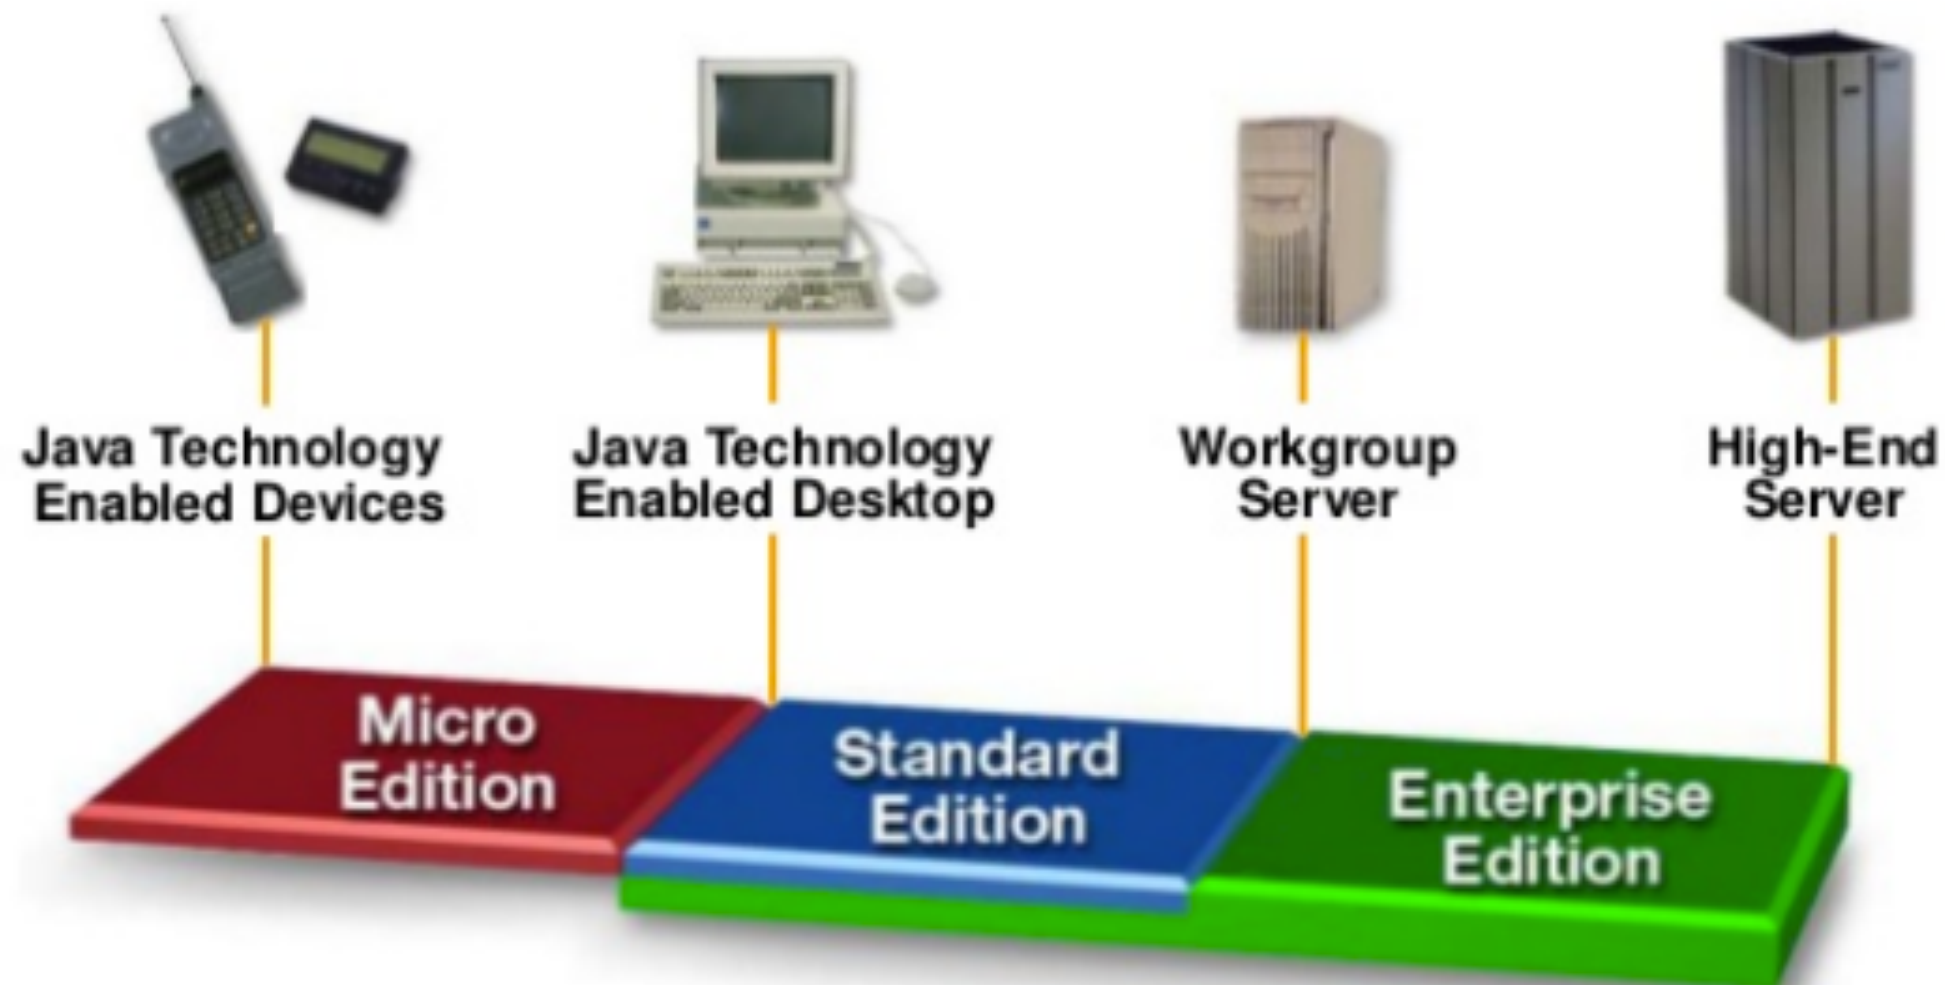 Java Technology
Enabled Devices
Java Technology
Enabled Desktop
Workgroup
Server
High-End
Server
Micro
Edition
Standard
Edition
Enterprise
Edition